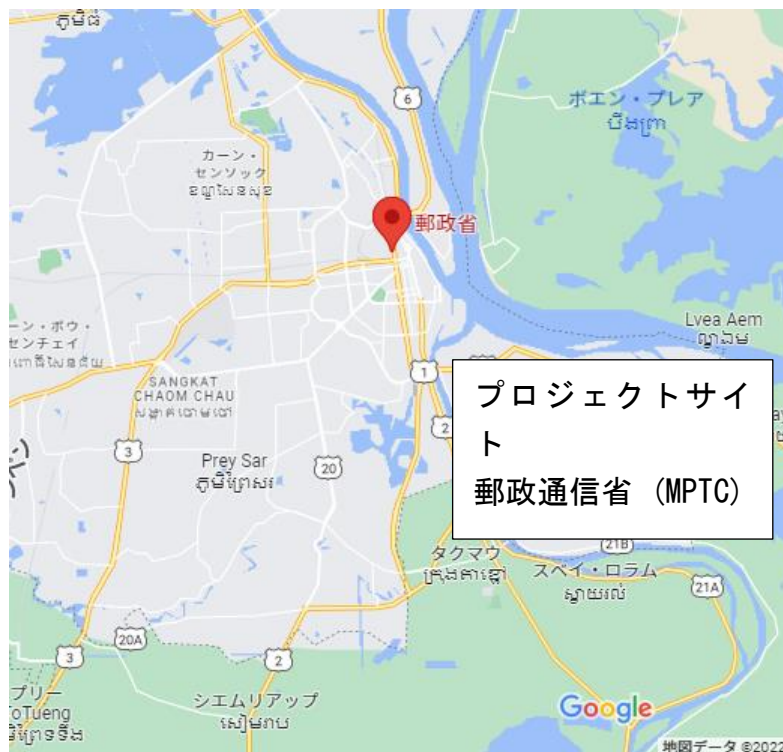 ភូមិធំ
6
ボエン・プレア
បឹងព្រា
カーン・
センソック
ខណ្ឌសែនសុខ
郵政省
ーン・ボウ・
センチェイ
Lvea Aem
ល្វាឯម
1
SANGKAT
CHAOM CHAU
សង្កាត់ចោមចៅ
プロジェクトサイ
ト
郵政通信省 (MPTC)
2
3
Prey Sar
ភូមិព្រៃស
20
タクマウ
ក្រុងតាខ្មៅ
21B
スベイ・ロラム
ស្វាយរលំ
21A
20A
3
2
プリー
シエムリアップ
សៀមរាប
Google
地図データ ©202